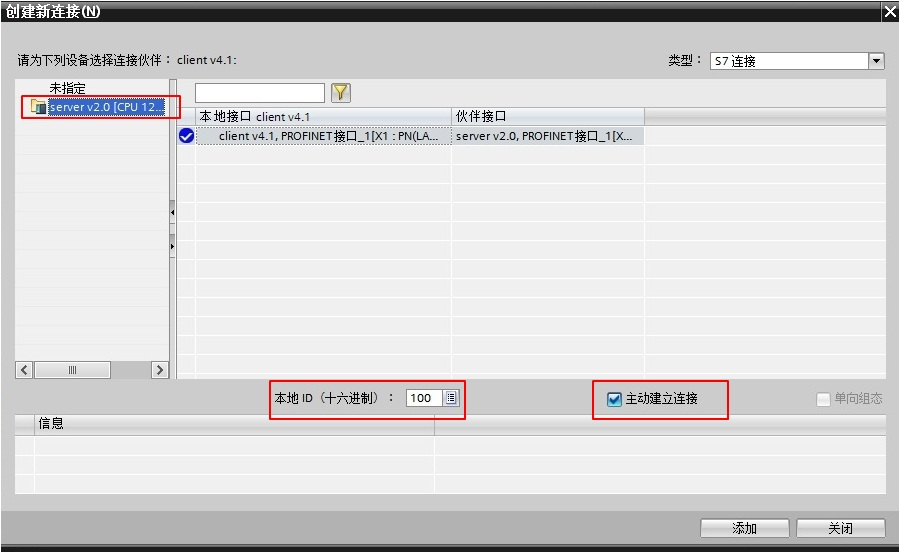 创建新连接(N)
请为下列设备选择连接伙伴： client v4.1:
类型： S7 连接
未指定
server v2.0 [CPU 12...
本地接口 client v4.1
伙伴接口
client v4.1, PROFINET接口_1[X1 : PN(LA...
server v2.0, PROFINET接口_1[X...
本地 ID（十六进制）： 100
主动建立连接
单向组态
信息
添加
关闭